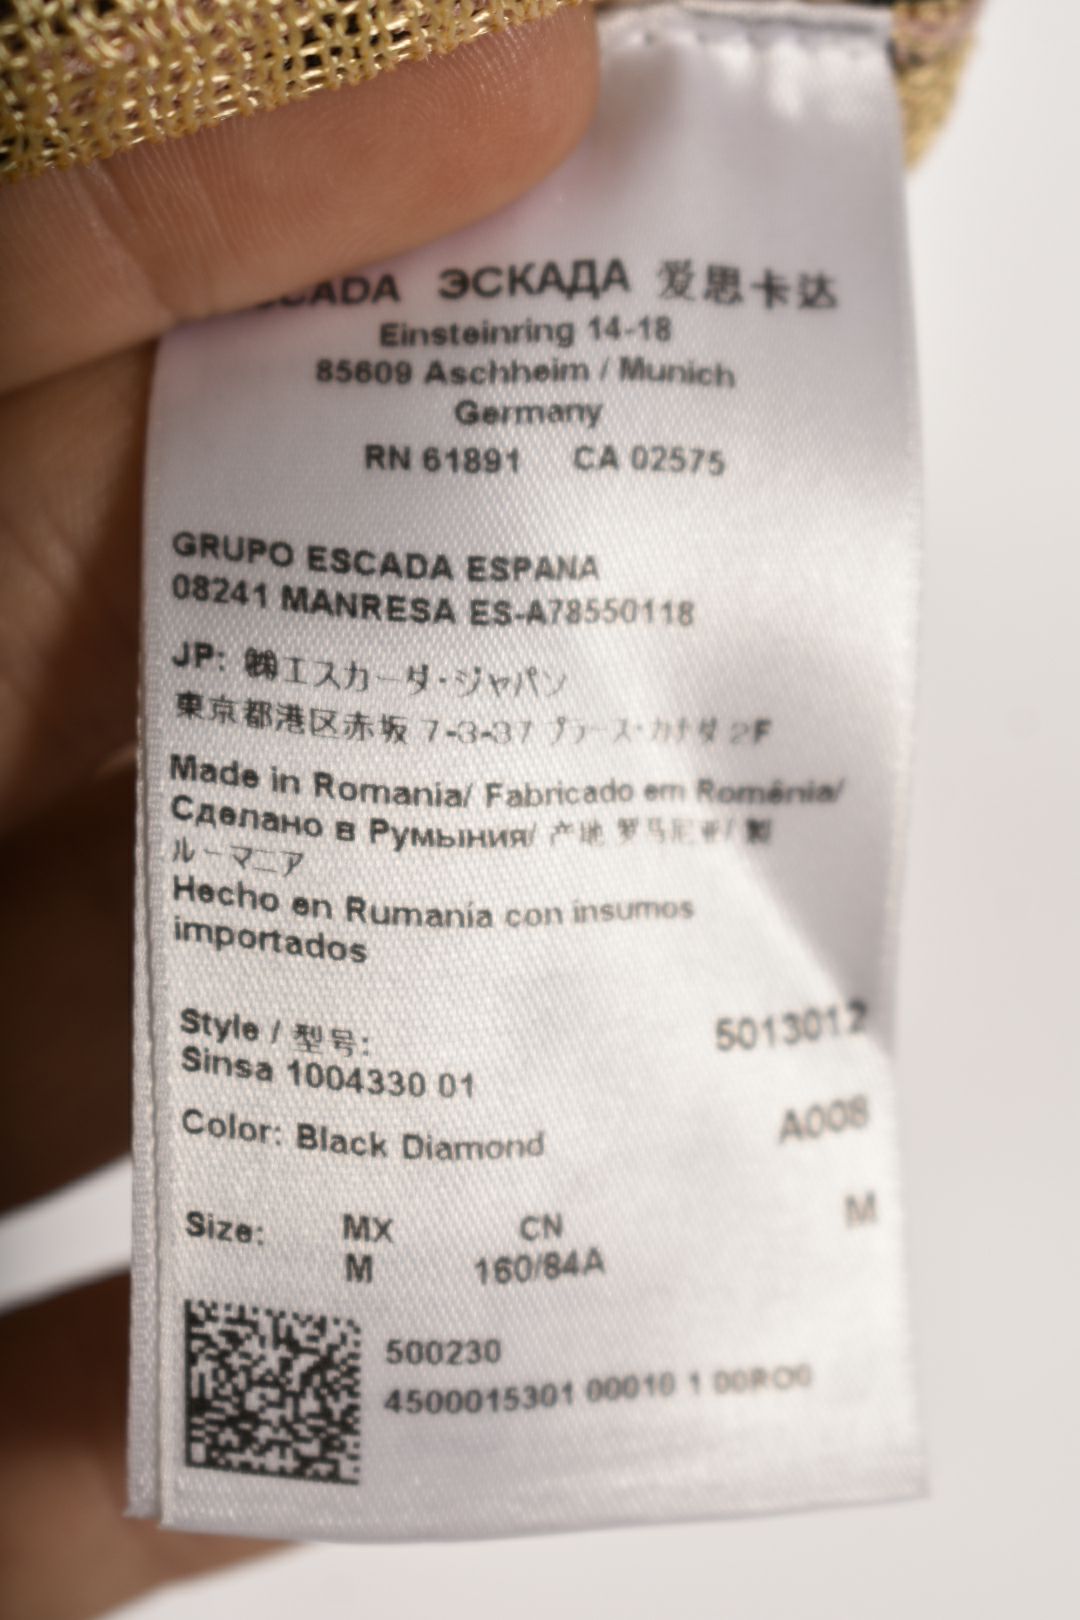 ESCADA ЭСКАДА 爱思卡达
Einsteinring 14-18
85609 Aschheim / Munich
Germany
RN 61891 CA 02575
GRUPO ESCADA ESPANA
08241 MANRESA ES-A78550118
JP: ㈱エスカーダ・ジャパン
東京都港区赤坂 7-3-37 プラース・カナダ 2F
Made in Romania/ Fabricado em Romênia/
Сделано в Румыния/ 产地 罗马尼亚/ 製
ルーマニア
Hecho en Rumanía con insumos
importados
Style / 型号: 5013012
Sinsa 1004330 01
Color: Black Diamond A008
Size: MX CN M
M 160/84A
500230
4500015301 00010 1 00RO0